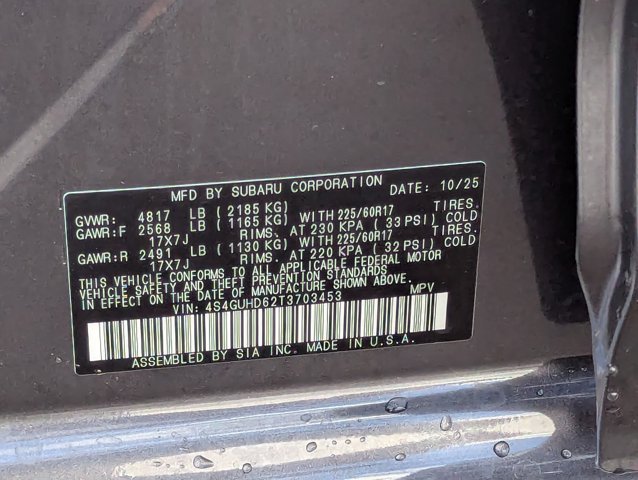 MFD BY SUBARU CORPORATION DATE: 10/25
GVWR: 4817 LB ( 2185 KG)
GAWR:F 2568 LB ( 1165 KG) WITH 225/60R17 TIRES.
17X7J RIMS. AT 230 KPA ( 33 PSI) COLD
GAWR:R 2491 LB ( 1130 KG) WITH 225/60R17 TIRES.
17X7J RIMS. AT 220 KPA ( 32 PSI) COLD
THIS VEHICLE CONFORMS TO ALL APPLICABLE FEDERAL MOTOR
VEHICLE SAFETY AND THEFT PREVENTION STANDARDS
IN EFFECT ON THE DATE OF MANUFACTURE SHOWN ABOVE.
VIN: 4S4GUHD62T3703453 MPV
ASSEMBLED BY SIA INC. MADE IN U.S.A.